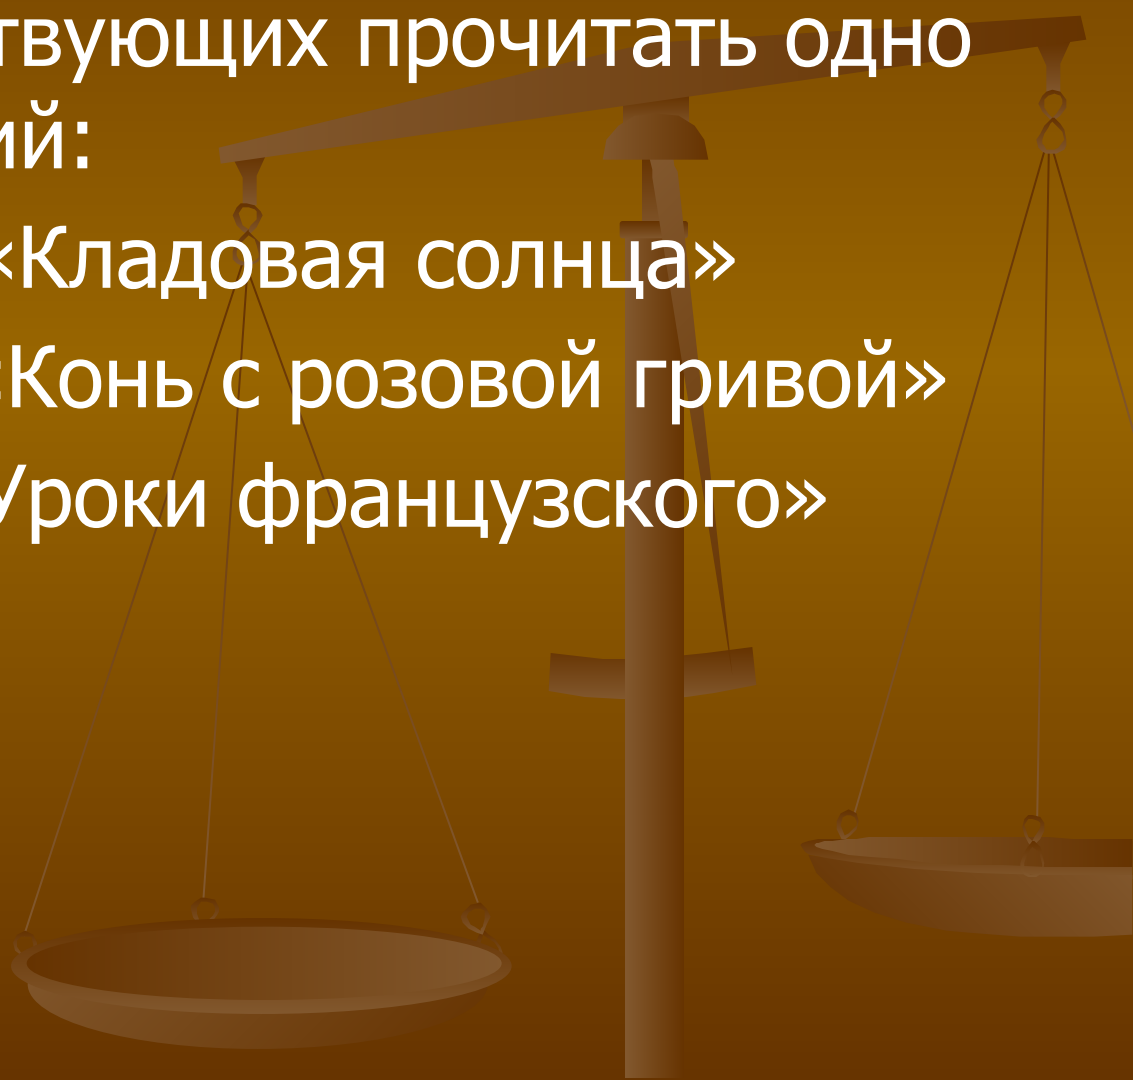 твующих прочитать одно
ий:
«Кладовая солнца»
«Конь с розовой гривой»
Уроки французского»